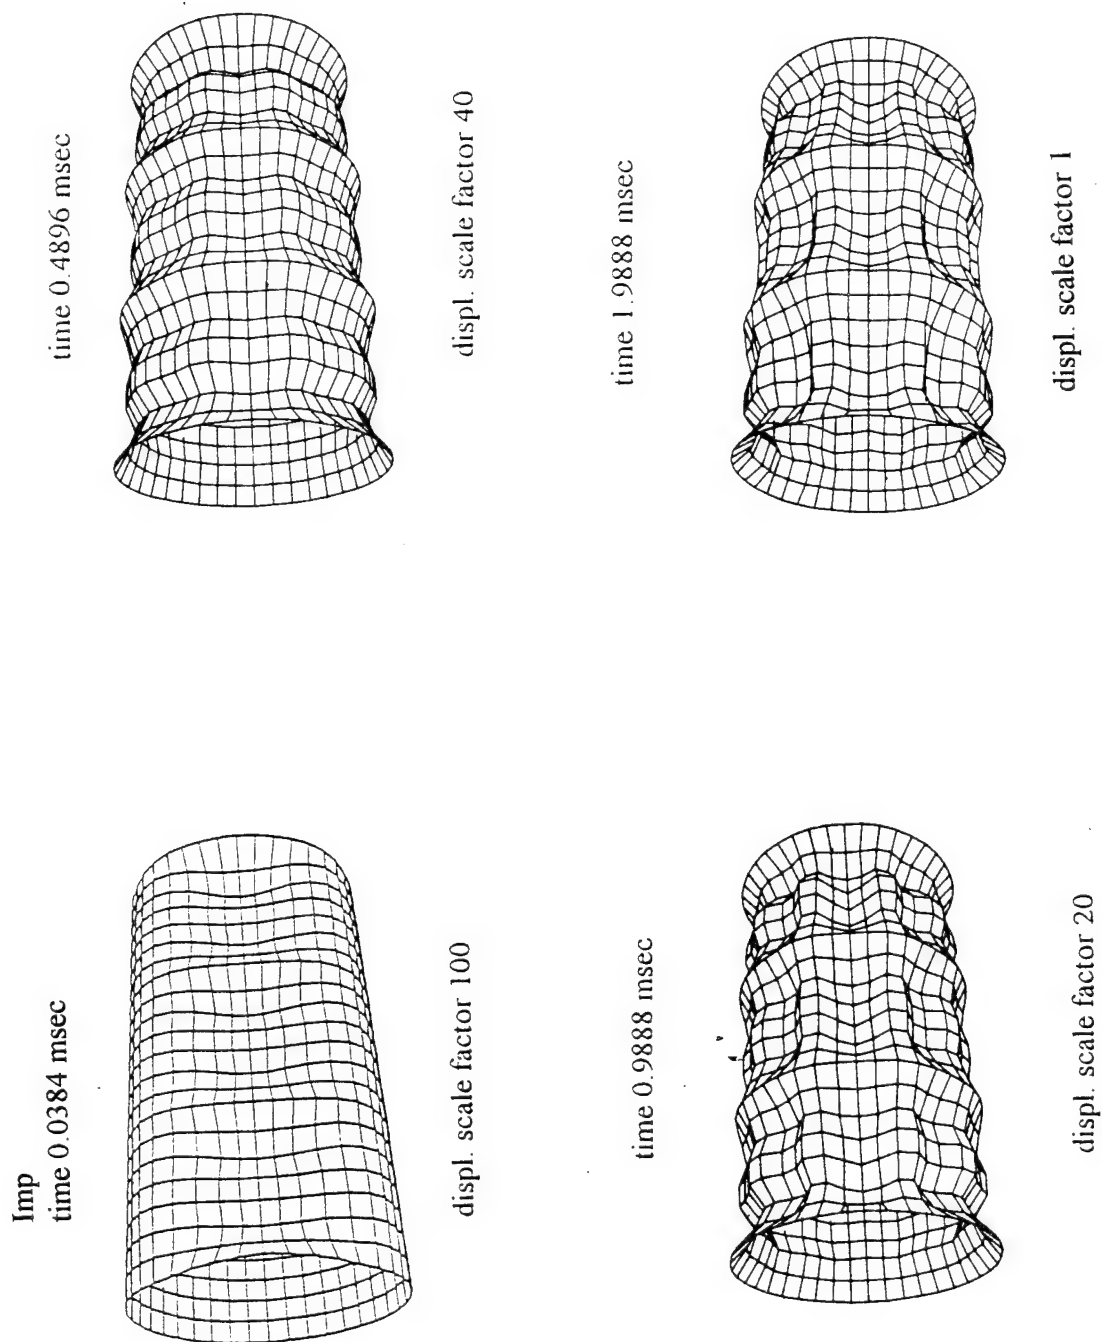 Imp
time 0.0384 msec
displ. scale factor 100
time 0.4896 msec
displ. scale factor 40
time 0.9888 msec
displ. scale factor 20
time 1.9888 msec
displ. scale factor 1